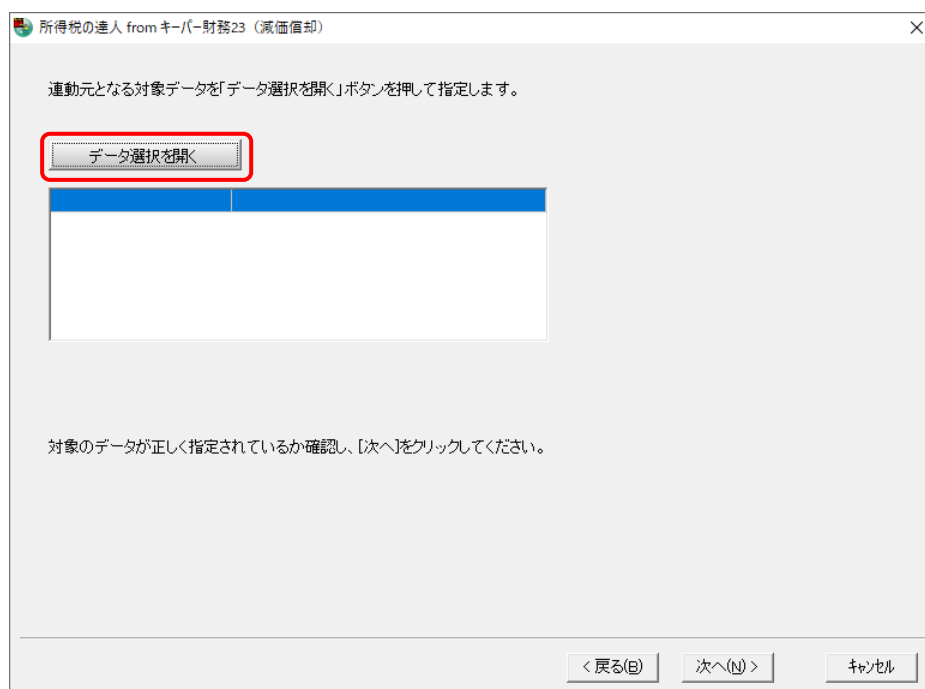 所得税の達人 from キーパー財務23（減価償却）
連動元となる対象データを「データ選択を開く」ボタンを押して指定します。
データ選択を開く
対象のデータが正しく指定されているか確認し、[次へ]をクリックしてください。
< 戻る(B)
次へ(N) >
キャンセル